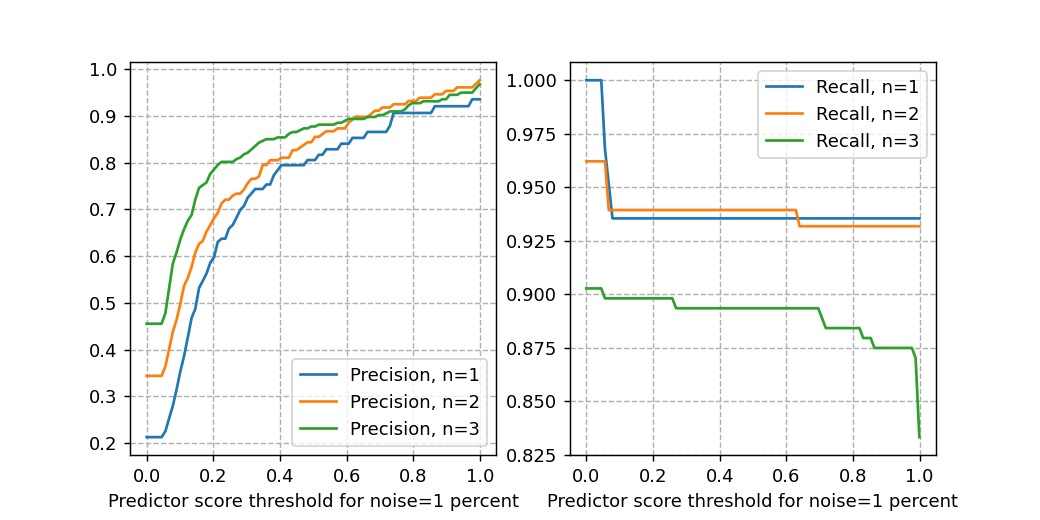 1.0
0.9
0.8
0.7
0.6
0.5
0.4
0.3
0.2
Precision, n=1
Precision, n=2
Precision, n=3
0.0 0.2 0.4 0.6 0.8 1.0
Predictor score threshold for noise=1 percent
1.000
0.975
0.950
0.925
0.900
0.875
0.850
0.825
Recall, n=1
Recall, n=2
Recall, n=3
0.0 0.2 0.4 0.6 0.8 1.0
Predictor score threshold for noise=1 percent